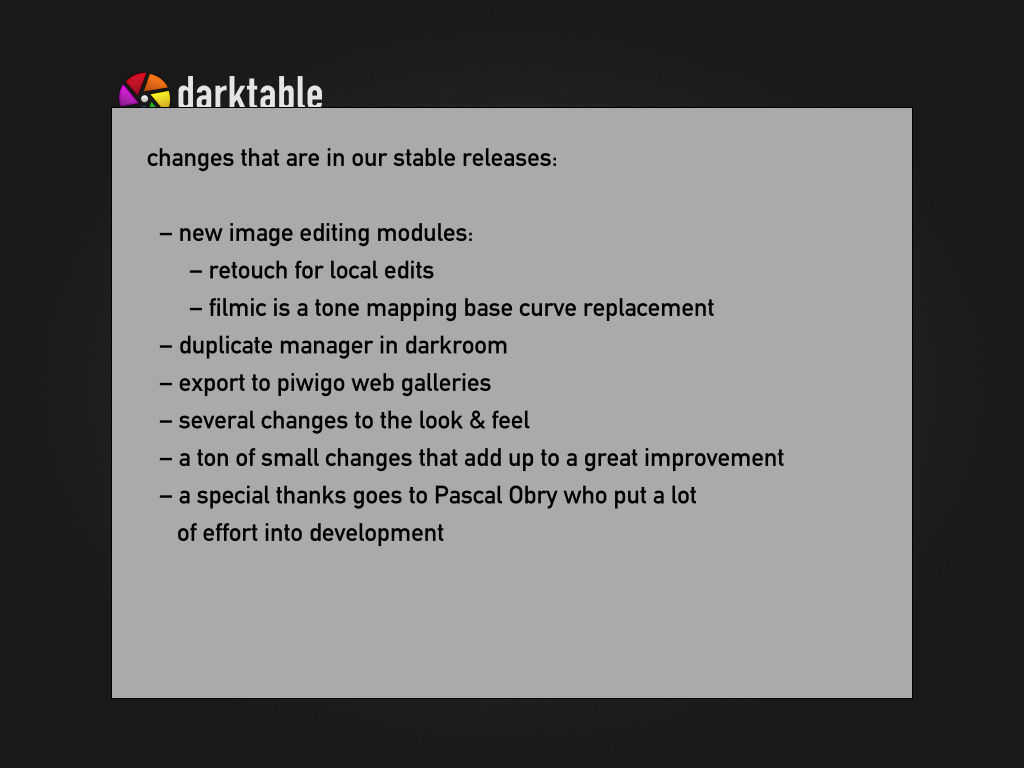 darktable
changes that are in our stable releases:
– new image editing modules:
– retouch for local edits
– filmic is a tone mapping base curve replacement
– duplicate manager in darkroom
– export to piwigo web galleries
– several changes to the look & feel
– a ton of small changes that add up to a great improvement
– a special thanks goes to Pascal Obry who put a lot
of effort into development